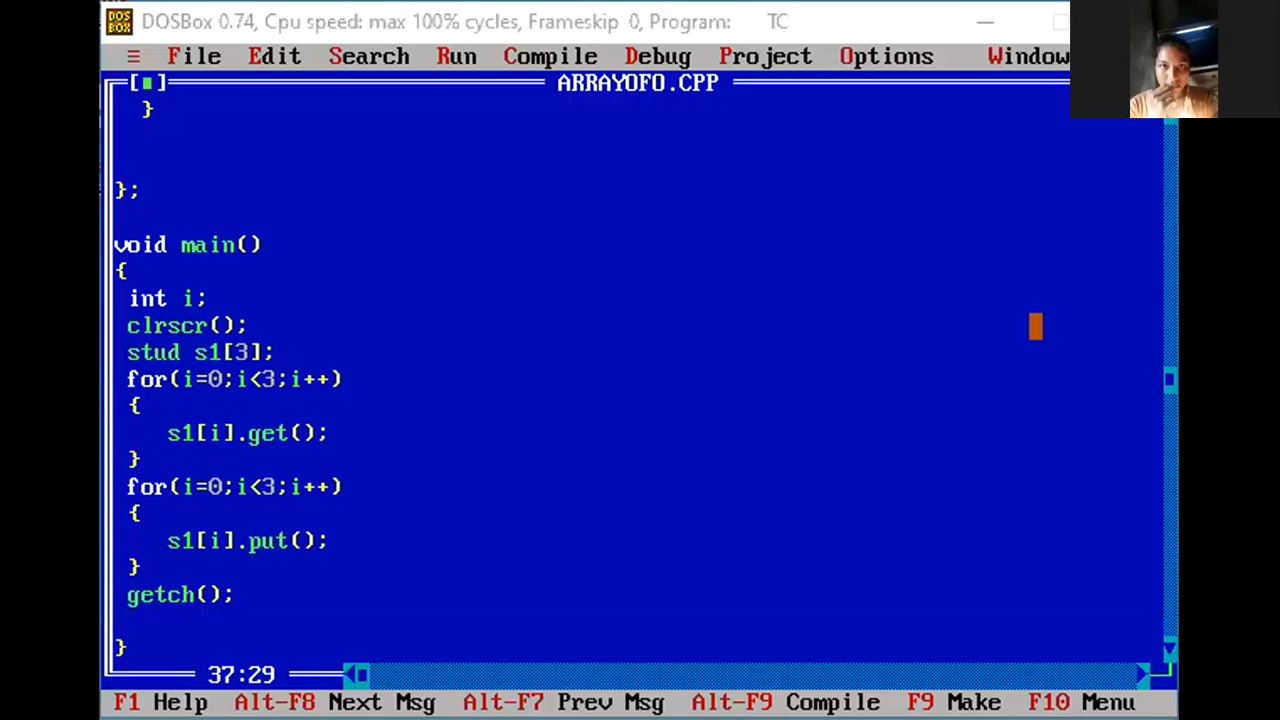 DOSBox 0.74, Cpu speed: max 100% cycles, Frameskip 0, Program: TC
≡ File Edit Search Run Compile Debug Project Options Window
[■] ARRAYOFO.CPP
}
};
void main()
{
int i;
clrscr();
stud s1[3];
for(i=0;i<3;i++)
{
s1[i].get();
}
for(i=0;i<3;i++)
{
s1[i].put();
}
getch();
}
37:29
F1 Help Alt-F8 Next Msg Alt-F7 Prev Msg Alt-F9 Compile F9 Make F10 Menu